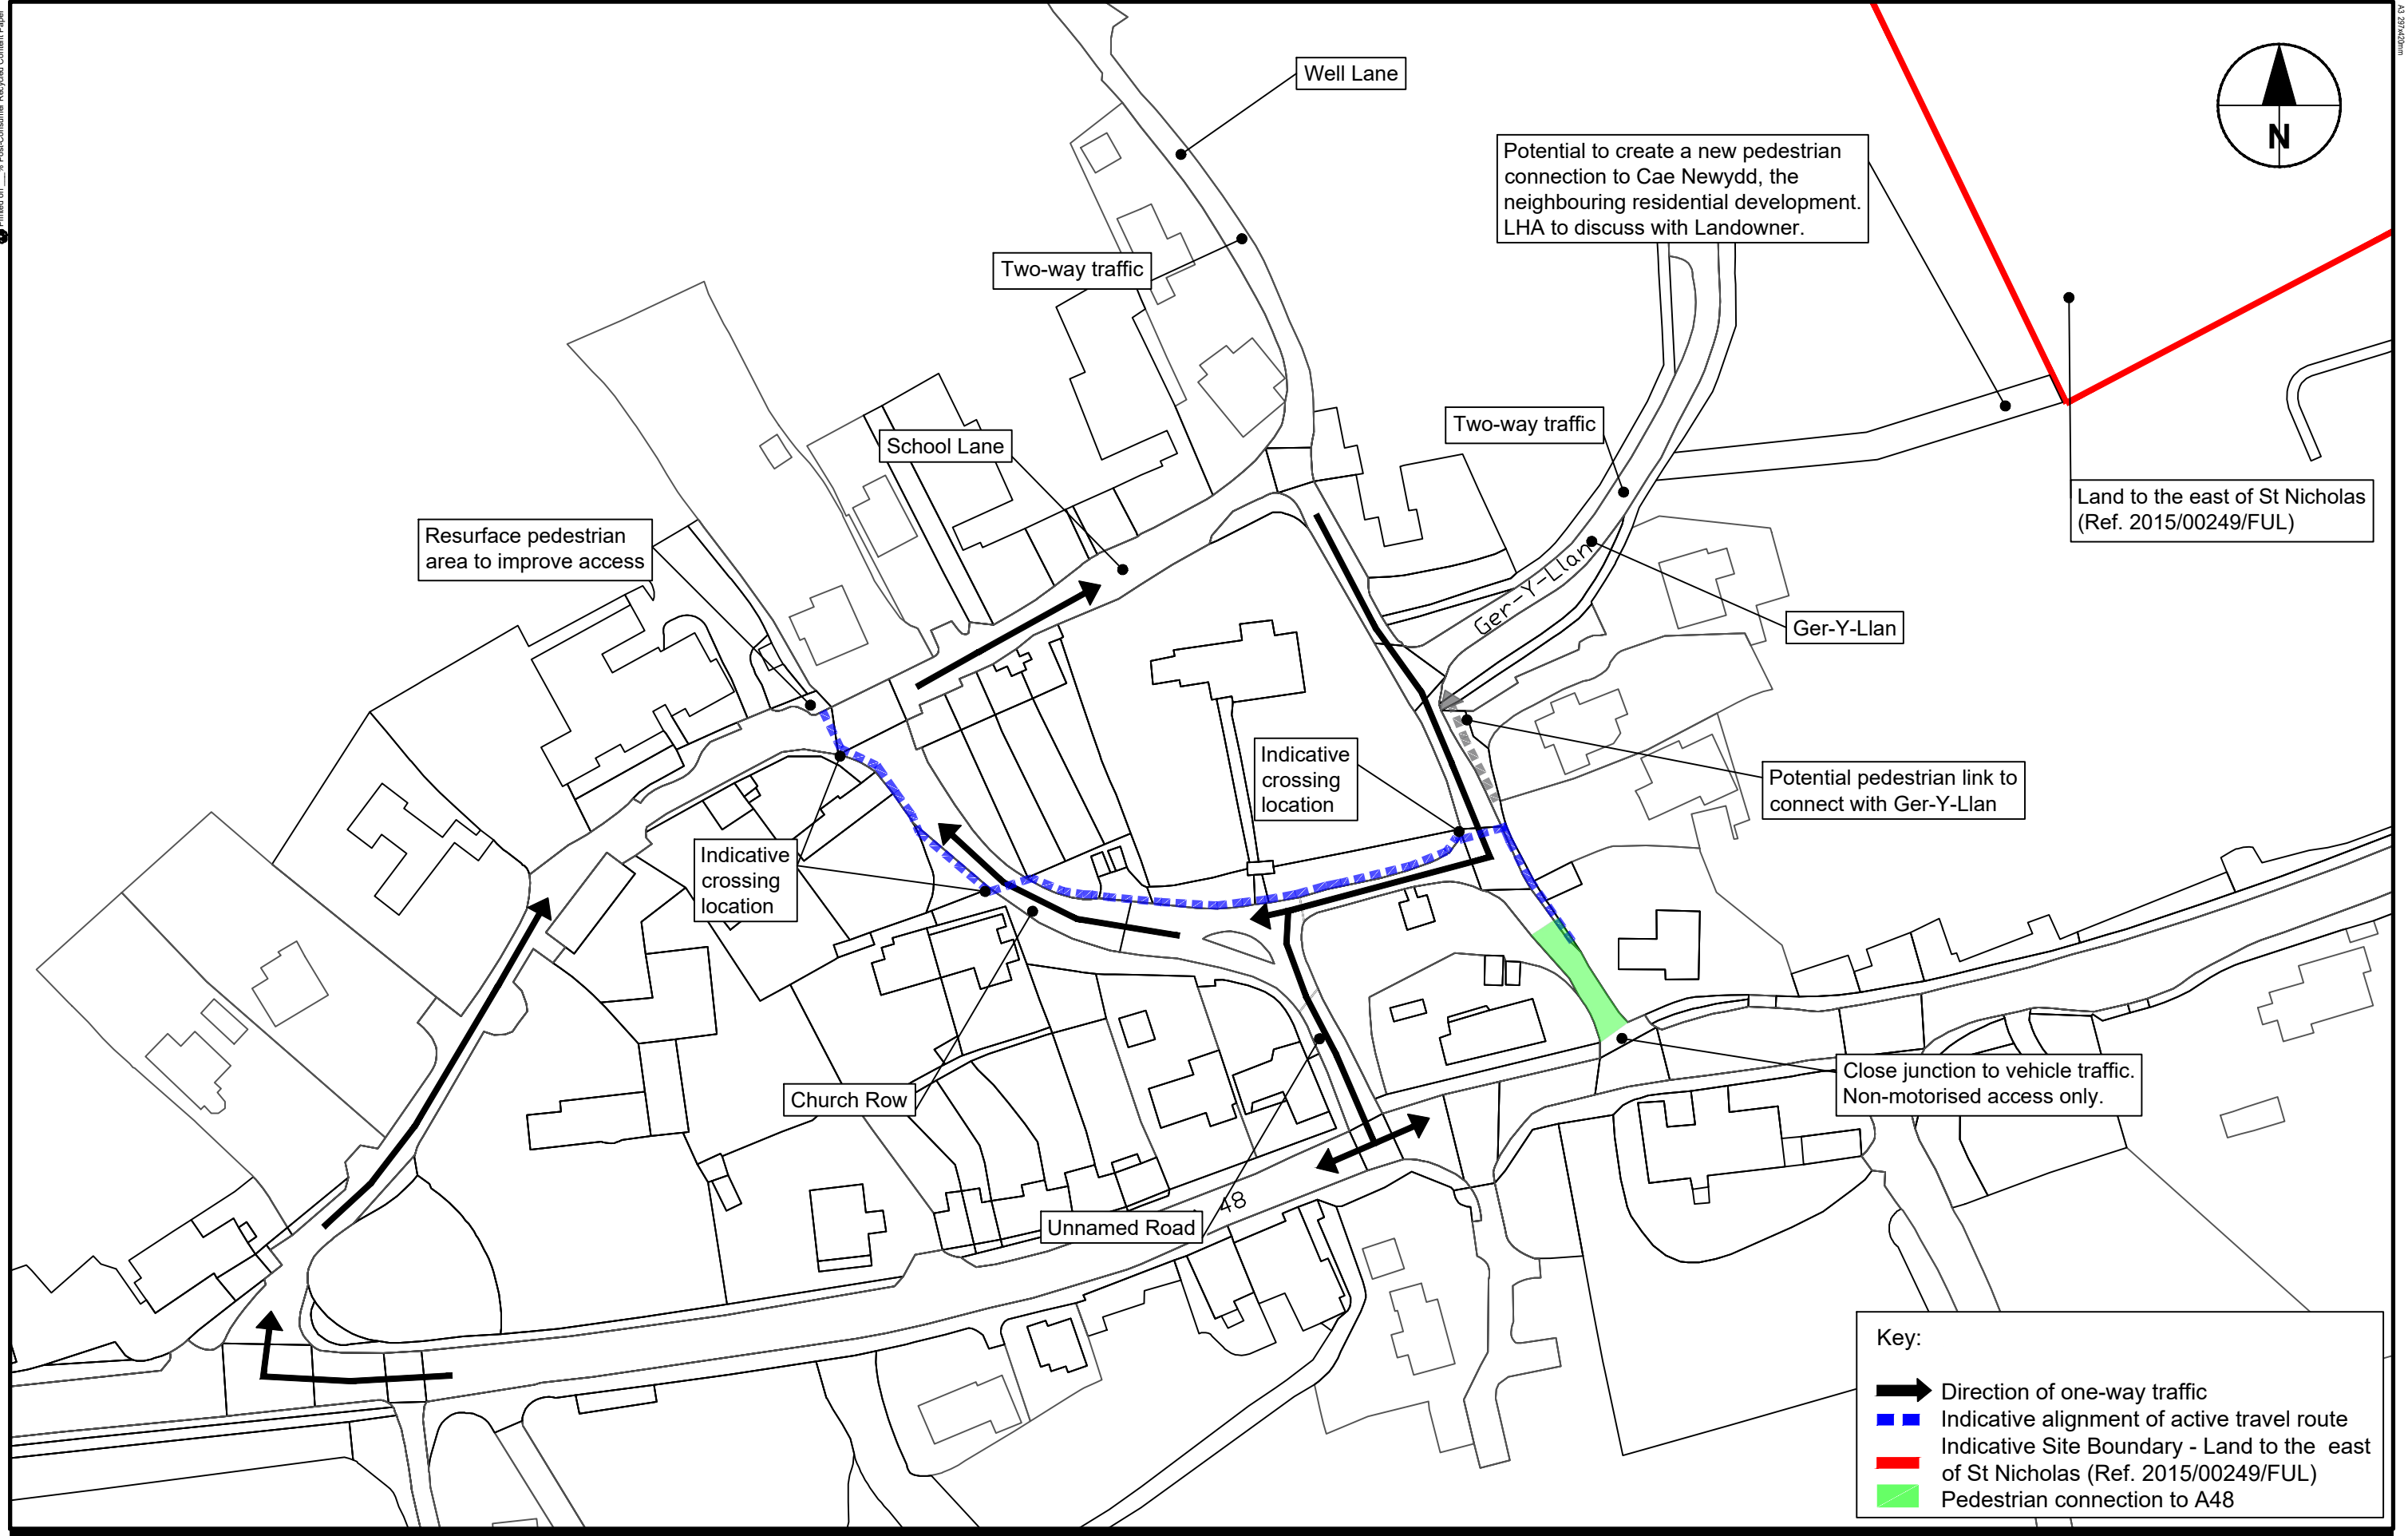 A3 297x420mm
Well Lane
N
Potential to create a new pedestrian
connection to Cae Newydd, the
neighbouring residential development.
LHA to discuss with Landowner.
Two-way traffic
Two-way traffic
School Lane
Land to the east of St Nicholas
(Ref. 2015/00249/FUL)
Resurface pedestrian
area to improve access
Ger-Y-Llan
Ger-Y-Llan
Indicative
crossing
location
Potential pedestrian link to
connect with Ger-Y-Llan
Indicative
crossing
location
Close junction to vehicle traffic.
Non-motorised access only.
Church Row
48
Unnamed Road
Key:
Direction of one-way traffic
Indicative alignment of active travel route
Indicative Site Boundary - Land to the east
of St Nicholas (Ref. 2015/00249/FUL)
Pedestrian connection to A48